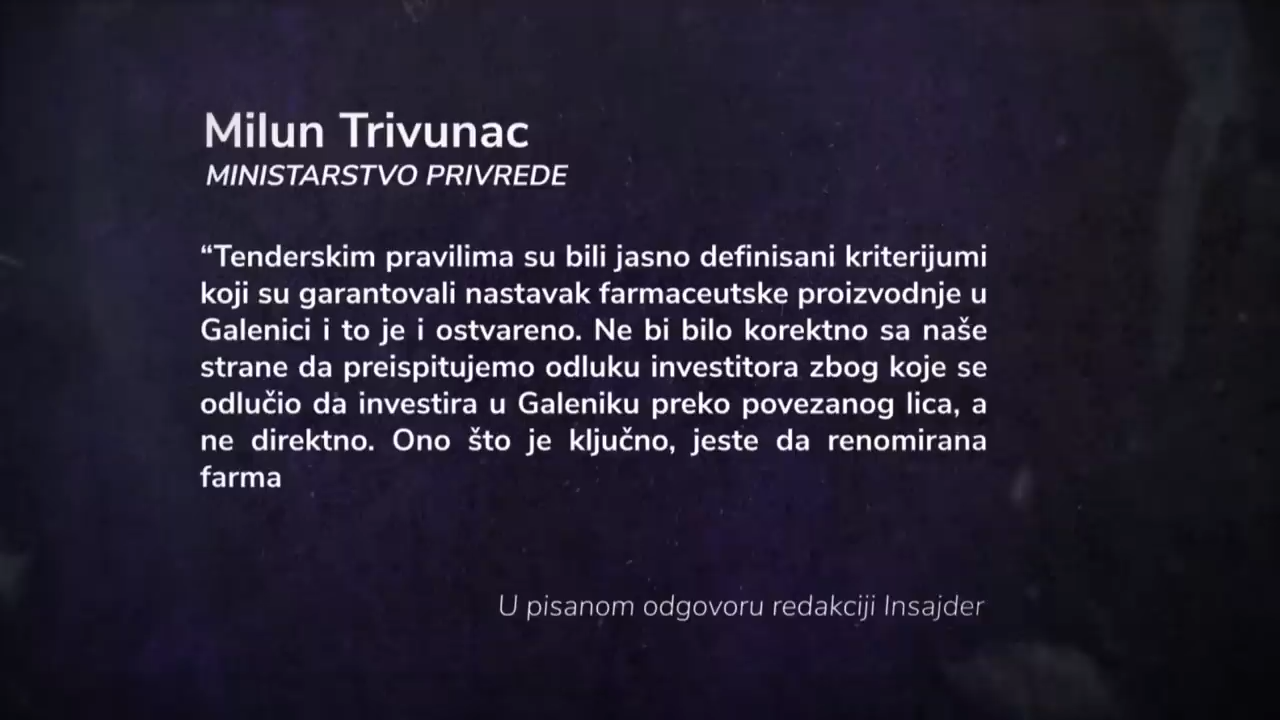 Milun Trivunac
MINISTARSTVO PRIVREDE
“Tenderskim pravilima su bili jasno definisani kriterijumi
koji su garantovali nastavak farmaceutske proizvodnje u
Galenici i to je i ostvareno. Ne bi bilo korektno sa naše
strane da preispitujemo odluku investitora zbog koje se
odlučio da investira u Galeniku preko povezanog lica, a
ne direktno. Ono što je ključno, jeste da renomirana
farma
U pisanom odgovoru redakciji Insajder